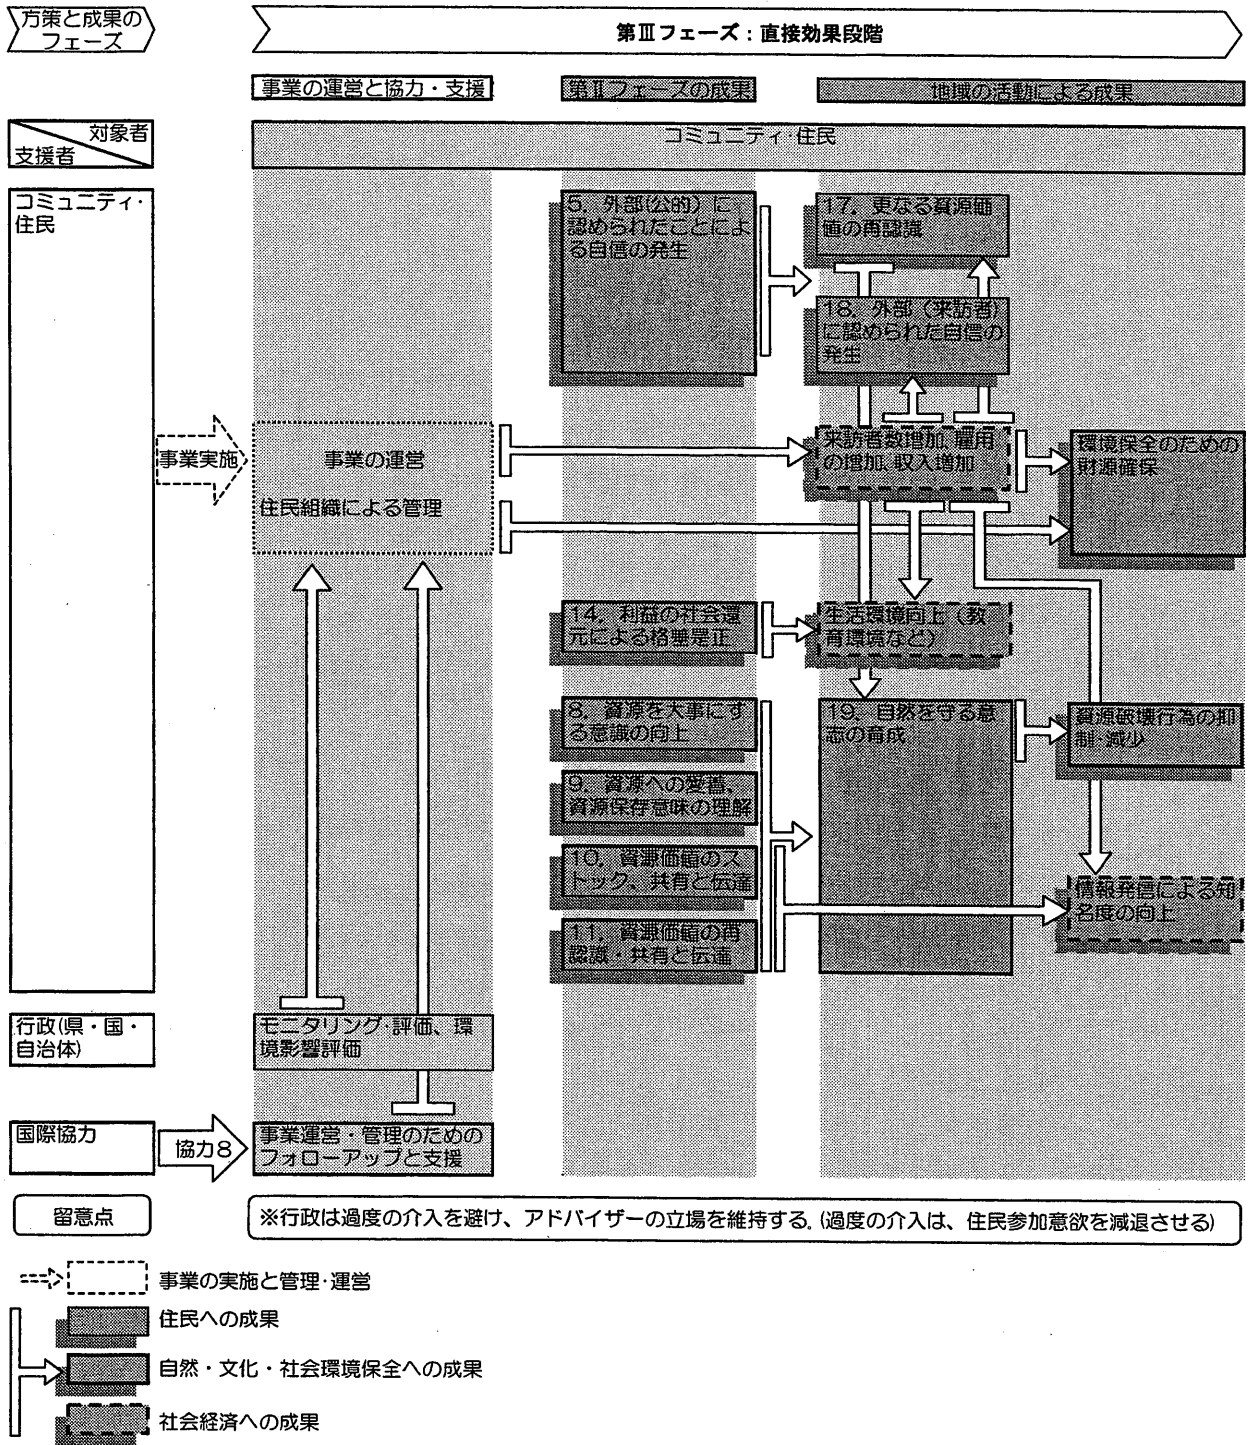 方策と成果の
フェーズ
第Ⅲフェーズ：直接効果段階
事業の運営と協力・支援
第Ⅱフェーズの成果
地域の活動による成果
対象者
支援者
コミュニティ・住民
コミュニティ・
住民
5．外部(公的）に
認められたことによ
る自信の発生
17．更なる資源価
値の再認識
18．外部（来訪者）
に認められた自信の
発生
事業実施
事業の運営
住民組織による管理
来訪者数増加、雇用
の増加、収入増加
環境保全のための
財源確保
14．利益の社会還
元による格差是正
生活環境向上（教
育環境など）
8．資源を大事にす
る意識の向上
19．自然を守る意
志の育成
資源破壊行為の抑
制・減少
9．資源への愛着、
資源保存意味の理解
10．資源価値のス
トック、共有と伝達
情報発信による知
名度の向上
11．資源価値の再
認識・共有と伝達
行政(県・国・
自治体)
モニタリング・評価、環
境影響評価
国際協力
協力８
事業運営・管理のための
フォローアップと支援
留意点
※行政は過度の介入を避け、アドバイザーの立場を維持する。(過度の介入は、住民参加意欲を減退させる)
事業の実施と管理・運営
住民への成果
自然・文化・社会環境保全への成果
社会経済への成果